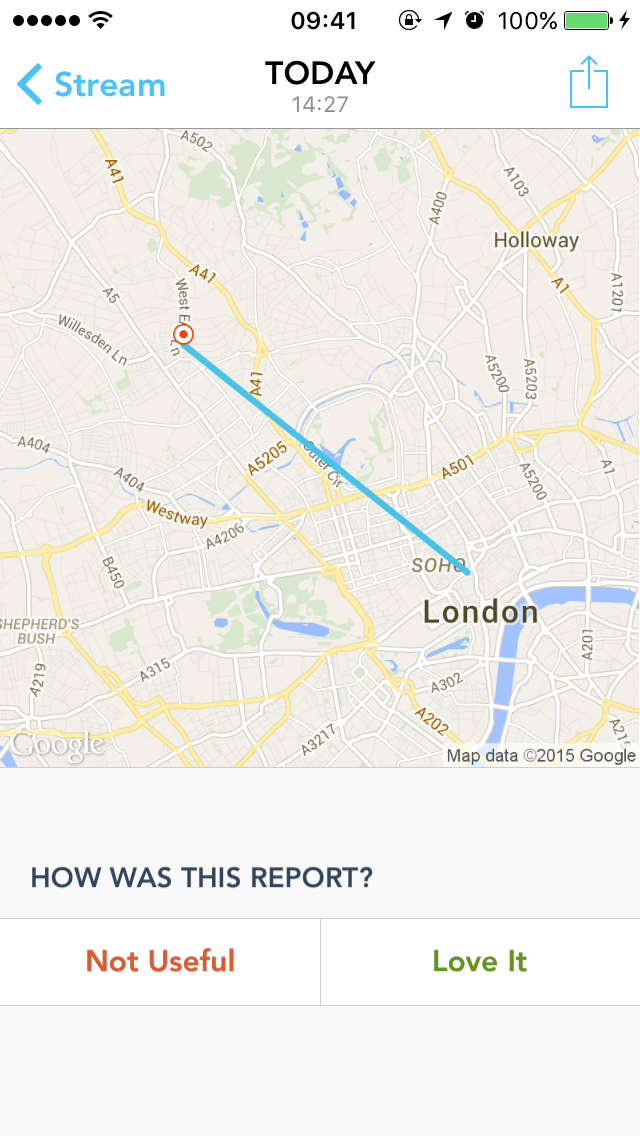 09:41
100%
Stream
TODAY
14:27
A502
A41
A103
A400
Holloway
A41
A1
A1201
A5
West E
Ln
Willesden Ln
A41
A5200
A5203
A404
A5205
Outer Cir
A501
A404
A5200
A1
Westway
A4206
B450
SOHO
London
SHEPHERD'S
BUSH
A201
A315
A219
A302
A202
A215
A3217
Google
Map data ©2015 Google
HOW WAS THIS REPORT?
Not Useful
Love It